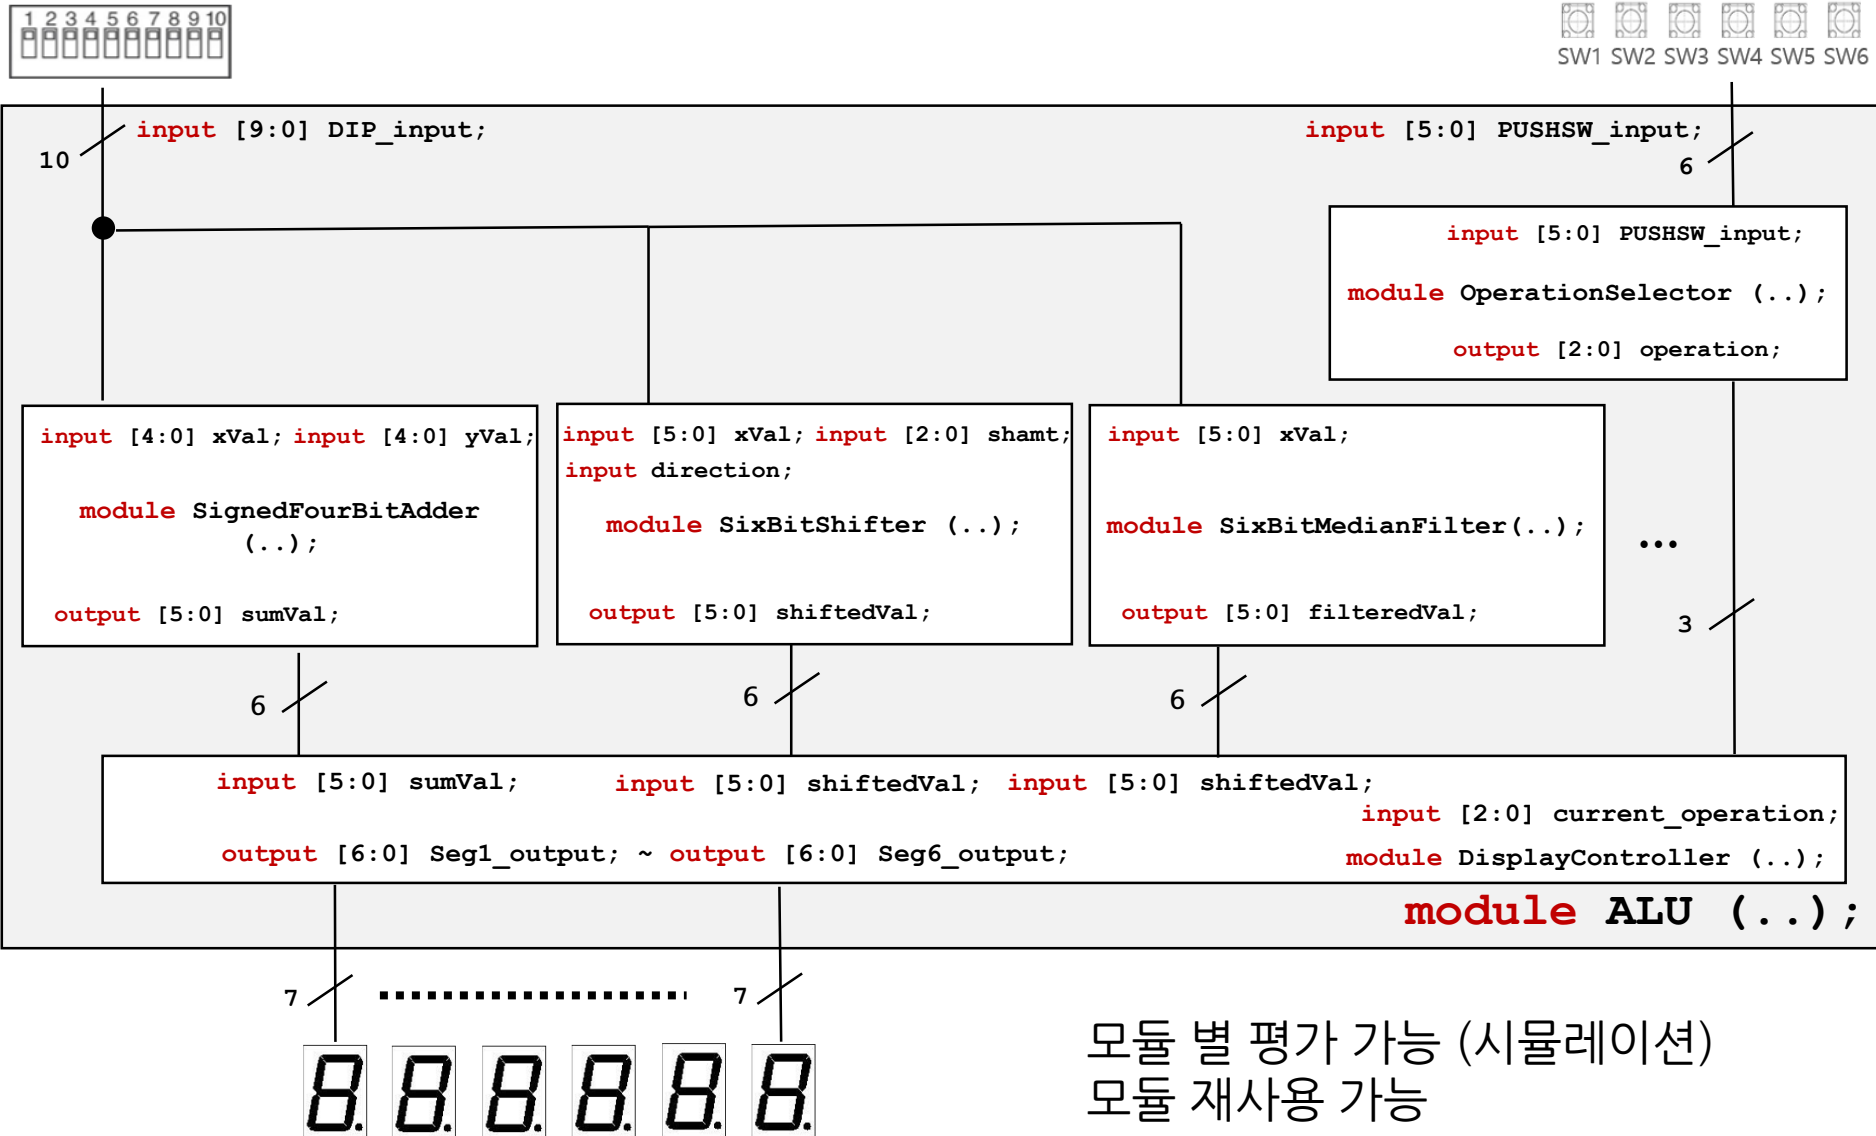 1 2 3 4 5 6 7 8 9 10
SW1 SW2 SW3 SW4 SW5 SW6
input [9:0] DIP_input;
10
input [5:0] PUSHSW_input;
6
input [5:0] PUSHSW_input;
module OperationSelector (..);
output [2:0] operation;
input [4:0] xVal; input [4:0] yVal;
module SignedFourBitAdder
(..);
output [5:0] sumVal;
input [5:0] xVal; input [2:0] shamt;
input direction;
module SixBitShifter (..);
output [5:0] shiftedVal;
input [5:0] xVal;
module SixBitMedianFilter(..);
output [5:0] filteredVal;
...
3
6
6
6
input [5:0] sumVal;
input [5:0] shiftedVal;
input [5:0] shiftedVal;
input [2:0] current_operation;
output [6:0] Seg1_output; ~ output [6:0] Seg6_output;
module DisplayController (..);
module ALU (..);
7
7
8. 8. 8. 8. 8. 8.
모듈 별 평가 가능 (시뮬레이션)
모듈 재사용 가능